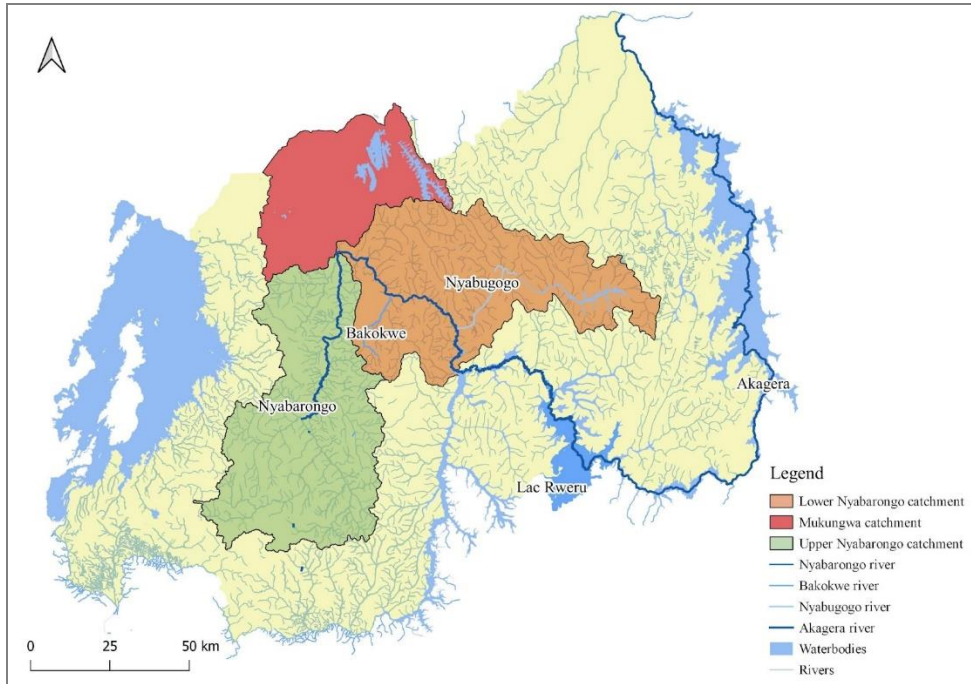 Nyabugogo
Bakokwe
Akagera
Nyabarongo
Lac Rweru
Legend
Lower Nyabarongo catchment
Mukungwa catchment
Upper Nyabarongo catchment
Nyabarongo river
Bakokwe river
Nyabugogo river
Akagera river
Waterbodies
Rivers
0 25 50 km